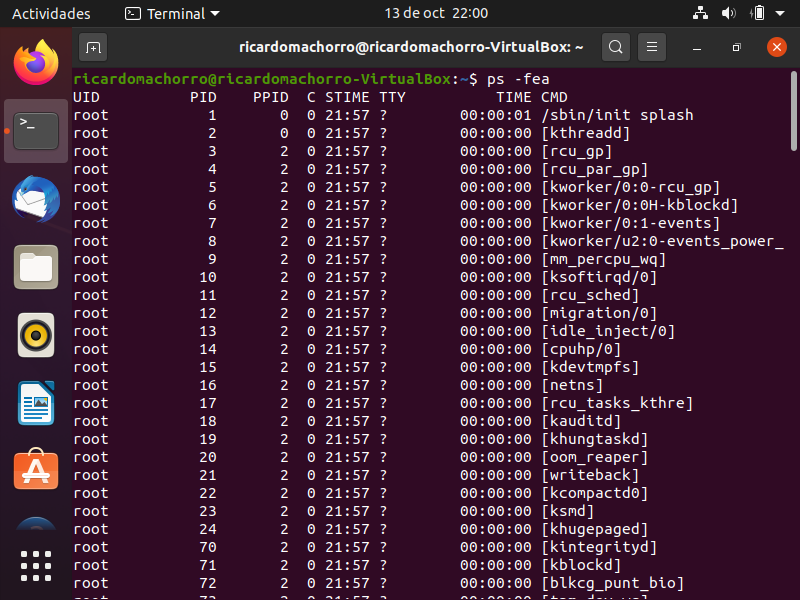 Actividades Terminal 13 de oct 22:00
ricardomachorro@ricardomachorro-VirtualBox: ~
ricardomachorro@ricardomachorro-VirtualBox:~$ ps -fea
UID PID PPID C STIME TTY TIME CMD
root 1 0 0 21:57 ? 00:00:01 /sbin/init splash
root 2 0 0 21:57 ? 00:00:00 [kthreadd]
root 3 2 0 21:57 ? 00:00:00 [rcu_gp]
root 4 2 0 21:57 ? 00:00:00 [rcu_par_gp]
root 5 2 0 21:57 ? 00:00:00 [kworker/0:0-rcu_gp]
root 6 2 0 21:57 ? 00:00:00 [kworker/0:0H-kblockd]
root 7 2 0 21:57 ? 00:00:00 [kworker/0:1-events]
root 8 2 0 21:57 ? 00:00:00 [kworker/u2:0-events_power_
root 9 2 0 21:57 ? 00:00:00 [mm_percpu_wq]
root 10 2 0 21:57 ? 00:00:00 [ksoftirqd/0]
root 11 2 0 21:57 ? 00:00:00 [rcu_sched]
root 12 2 0 21:57 ? 00:00:00 [migration/0]
root 13 2 0 21:57 ? 00:00:00 [idle_inject/0]
root 14 2 0 21:57 ? 00:00:00 [cpuhp/0]
root 15 2 0 21:57 ? 00:00:00 [kdevtmpfs]
root 16 2 0 21:57 ? 00:00:00 [netns]
root 17 2 0 21:57 ? 00:00:00 [rcu_tasks_kthre]
root 18 2 0 21:57 ? 00:00:00 [kauditd]
root 19 2 0 21:57 ? 00:00:00 [khungtaskd]
root 20 2 0 21:57 ? 00:00:00 [oom_reaper]
root 21 2 0 21:57 ? 00:00:00 [writeback]
root 22 2 0 21:57 ? 00:00:00 [kcompactd0]
root 23 2 0 21:57 ? 00:00:00 [ksmd]
root 24 2 0 21:57 ? 00:00:00 [khugepaged]
root 70 2 0 21:57 ? 00:00:00 [kintegrityd]
root 71 2 0 21:57 ? 00:00:00 [kblockd]
root 72 2 0 21:57 ? 00:00:00 [blkcg_punt_bio]